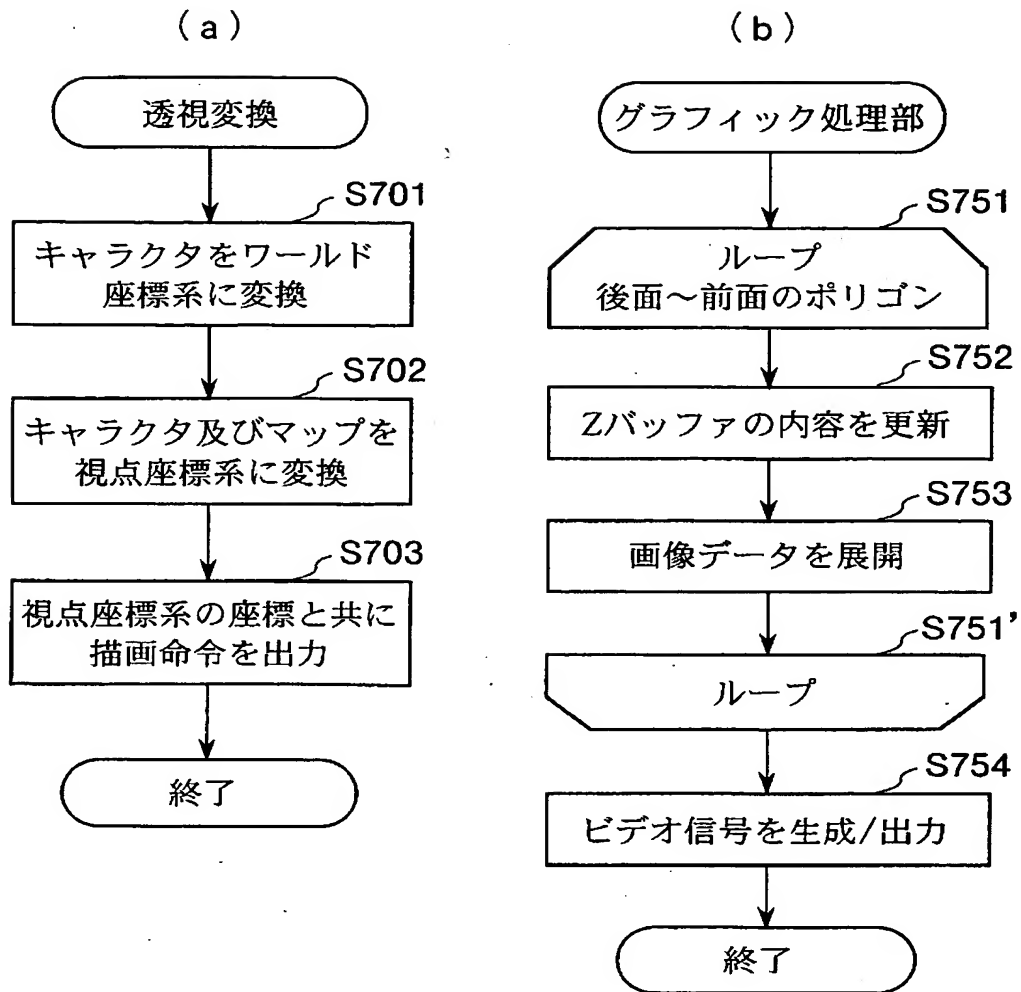 (a)
透視変換
S701
キャラクタをワールド
座標系に変換
S702
キャラクタ及びマップを
視点座標系に変換
S703
視点座標系の座標と共に
描画命令を出力
終了
(b)
グラフィック処理部
S751
ループ
後面～前面のポリゴン
S752
Zバッファの内容を更新
S753
画像データを展開
S751’
ループ
S754
ビデオ信号を生成/出力
終了